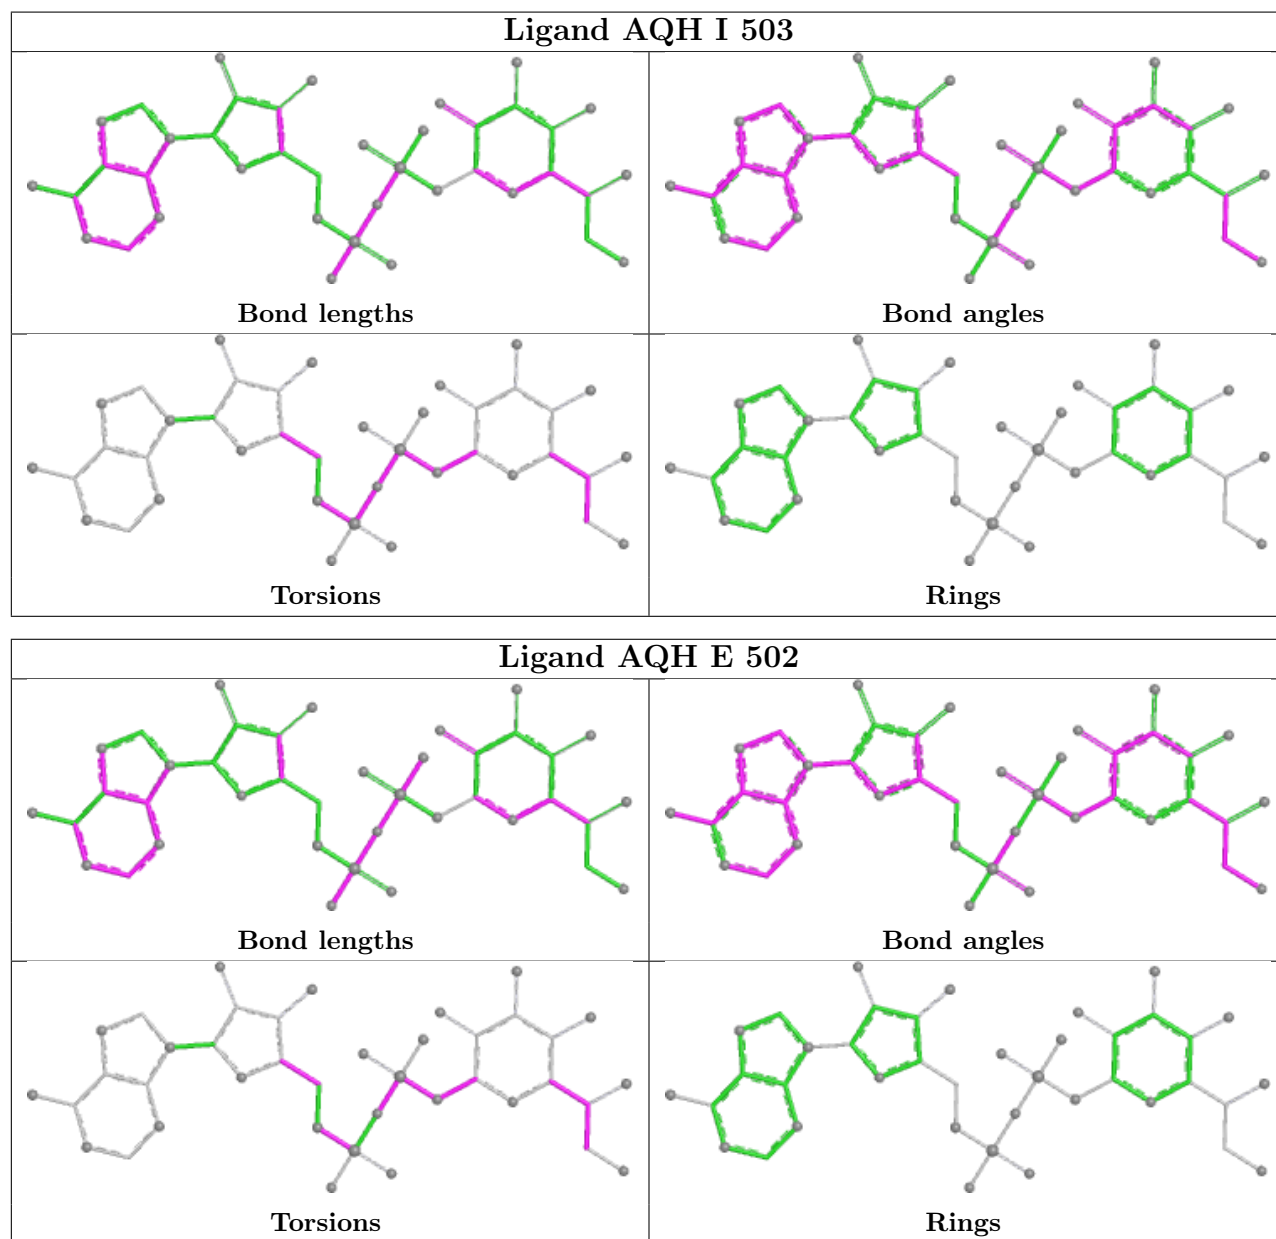 Ligand AQH I 503
Bond lengths
Bond angles
Torsions
Rings
Ligand AQH E 502
Bond lengths
Bond angles
Torsions
Rings